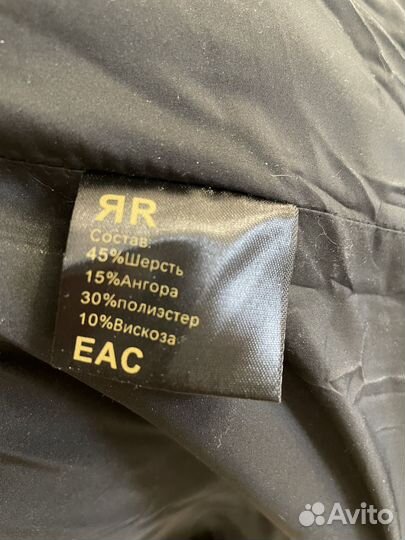 ЯR
Состав:
45%Шерсть
15%Ангора
30%полиэстер
10%Вискоза
EAC
Avito